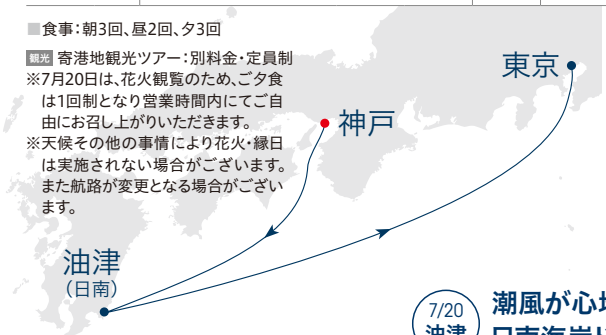 ■食事：朝3回、昼2回、夕3回
観光 寄港地観光ツアー：別料金・定員制
※7月20日は、花火観覧のため、ご夕食
は1回制となり営業時間内にてご自
由にお召し上がりいただきます。
※天候その他の事情により花火・縁日
は実施されない場合がございます。
また航路が変更となる場合がござい
ます。
東京
神戸
油津
（日南）
7/20
油津
潮風が心地
日南海岸